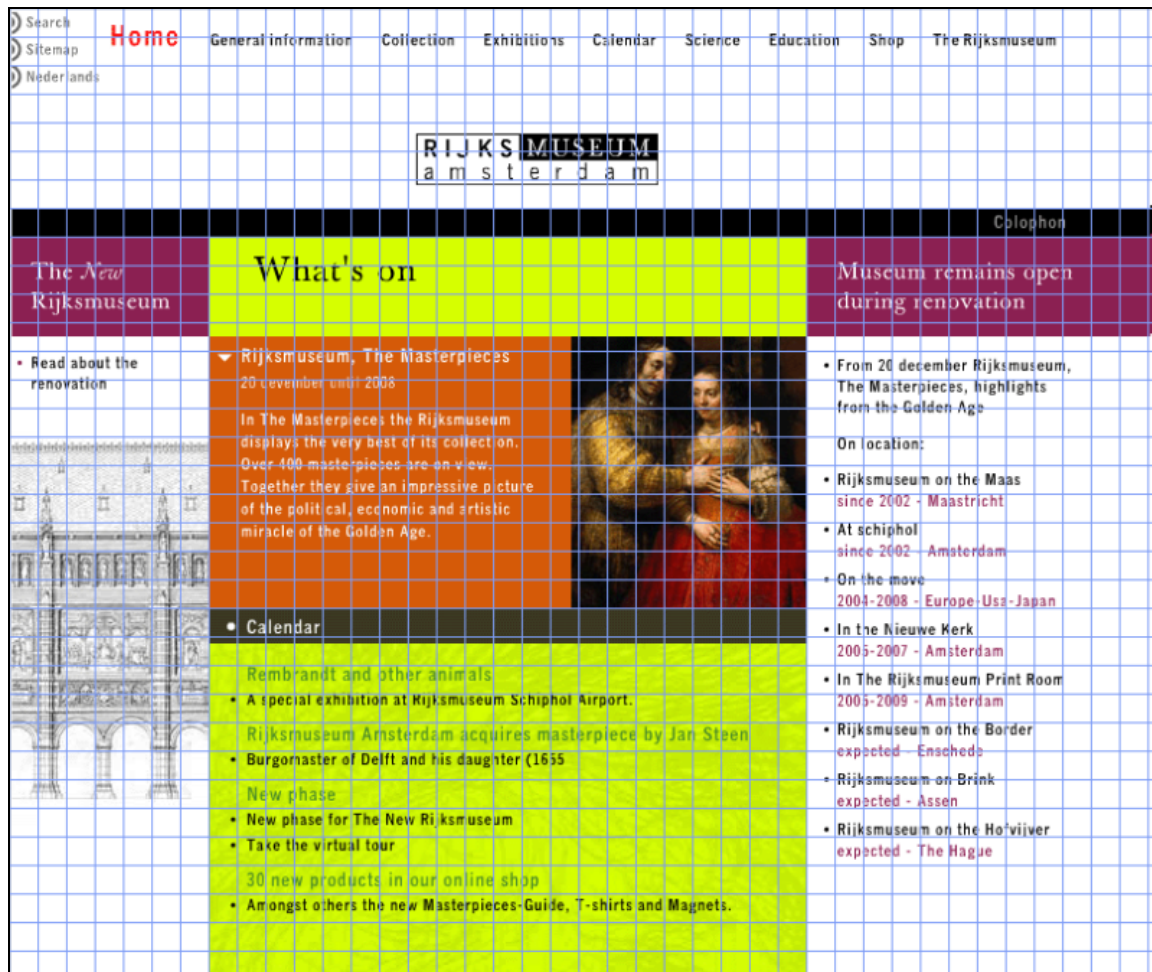 Search
Sitemap
Nederlands
Home
General information Collection Exhibitions Calendar Science Education Shop The Rijksmuseum
RIJKS MUSEUM
amsterdam
Colophon
The New
Rijksmuseum
Read about the
renovation
What's on
Rijksmuseum, The Masterpieces
20 december until 2008
In The Masterpieces the Rijksmuseum
displays the very best of its collection.
Over 400 masterpieces are on view.
Together they give an impressive picture
of the political, economic and artistic
miracle of the Golden Age.
Calendar
Rembrandt and other animals
A special exhibition at Rijksmuseum Schiphol Airport.
Rijksmuseum Amsterdam acquires masterpiece by Jan Steen
Burgomaster of Delft and his daughter (1655
New phase
New phase for The New Rijksmuseum
Take the virtual tour
30 new products in our online shop
Amongst others the new Masterpieces-Guide, T-shirts and Magnets.
Museum remains open
during renovation
From 20 december Rijksmuseum,
The Masterpieces, highlights
from the Golden Age
On location:
Rijksmuseum on the Maas
since 2002 - Maastricht
At schiphol
since 2002 - Amsterdam
On the move
2004-2008 - Europe-Usa-Japan
In the Nieuwe Kerk
2005-2007 - Amsterdam
In The Rijksmuseum Print Room
2005-2009 - Amsterdam
Rijksmuseum on the Border
expected - Enschede
Rijksmuseum on Brink
expected - Assen
Rijksmuseum on the Hofvijver
expected - The Hague